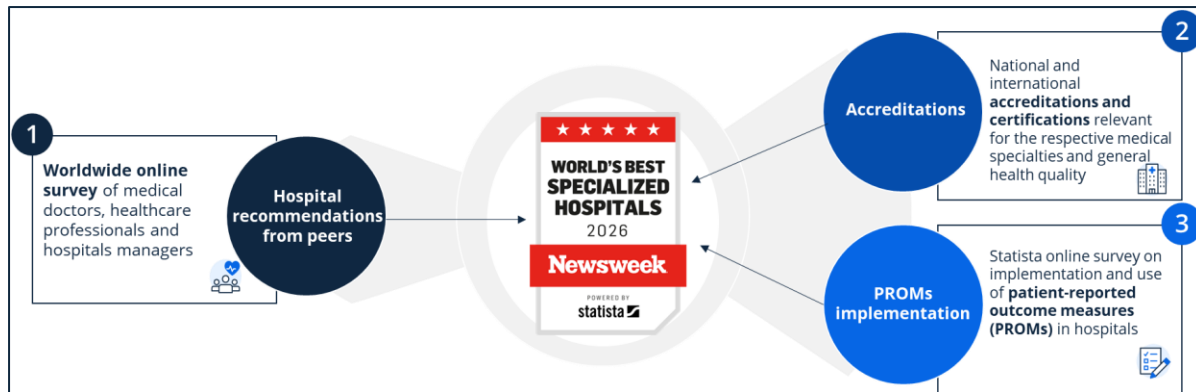 1
Worldwide online
survey of medical
doctors, healthcare
professionals and
hospitals managers
Hospital
recommendations
from peers
★ ★ ★ ★ ★
WORLD'S BEST
SPECIALIZED
HOSPITALS
2026
Newsweek
POWERED BY
statista
2
Accreditations
National and
international
accreditations and
certifications relevant
for the respective medical
specialties and general
health quality
3
PROMs
implementation
Statista online survey on
implementation and use
of patient-reported
outcome measures
(PROMs) in hospitals